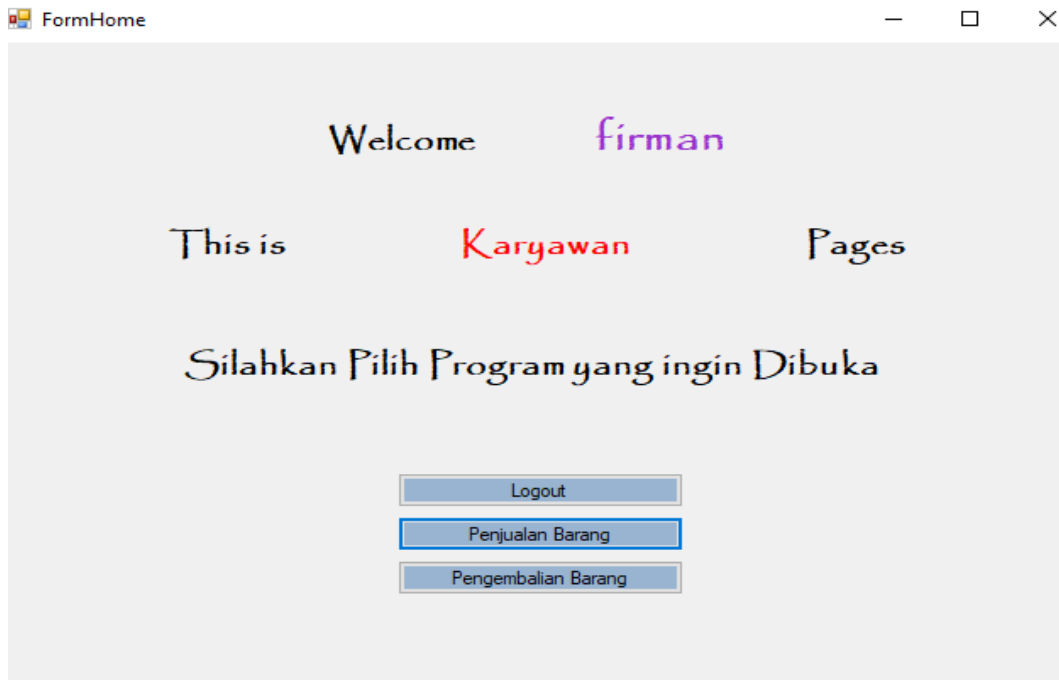 FormHome
Welcome firman
This is Karyawan Pages
Silahkan Pilih Program yang ingin Dibuka
Logout
Penjualan Barang
Pengembalian Barang